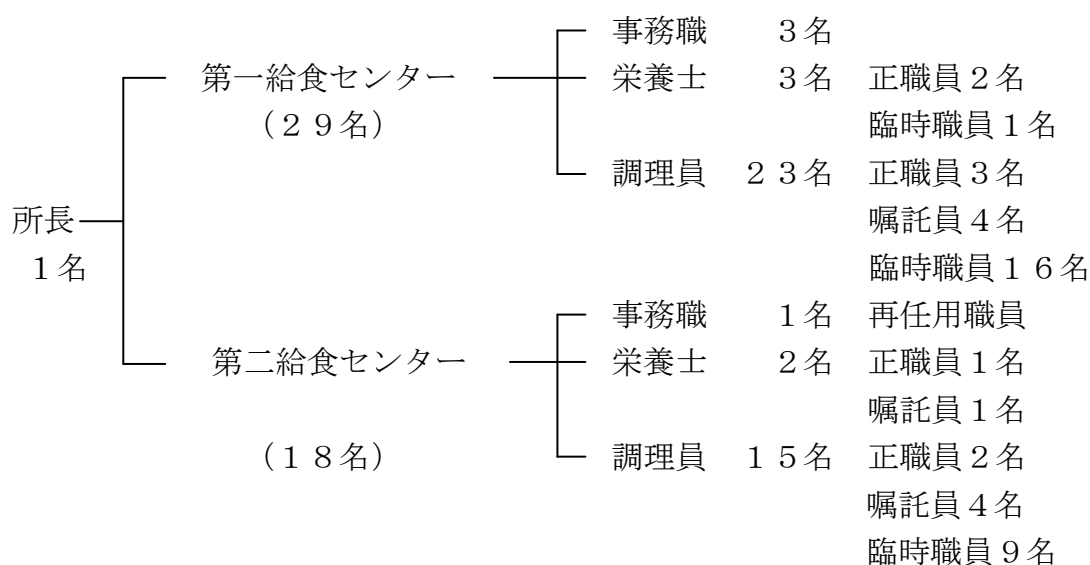 事務職　３名
第一給食センター　栄養士　３名　正職員２名
（２９名）　臨時職員１名
調理員　２３名　正職員３名
所長　嘱託員４名
１名　臨時職員１６名
事務職　１名　再任用職員
第二給食センター　栄養士　２名　正職員１名
嘱託員１名
（１８名）　調理員　１５名　正職員２名
嘱託員４名
臨時職員９名